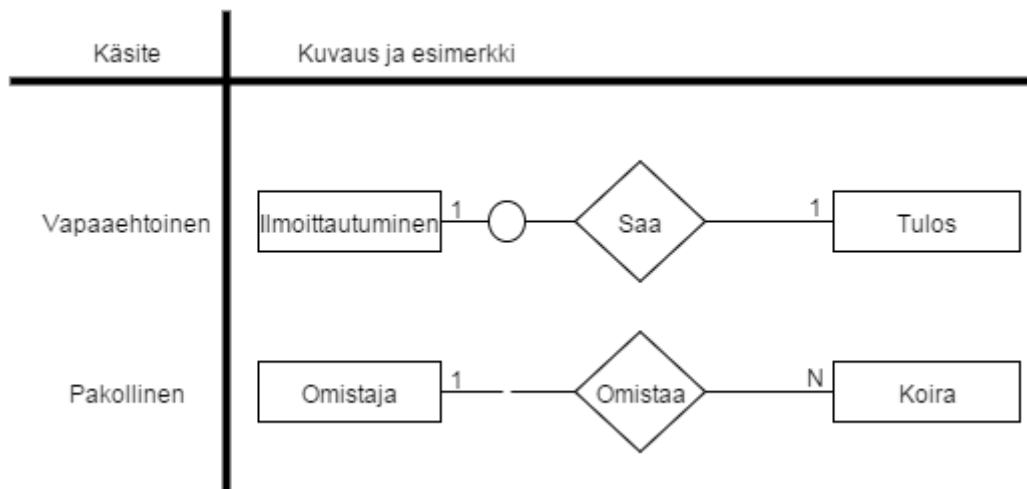 Käsite
Kuvaus ja esimerkki
Vapaaehtoinen
Ilmoittautuminen
1
Saa
1
Tulos
Pakollinen
Omistaja
1
Omistaa
N
Koira